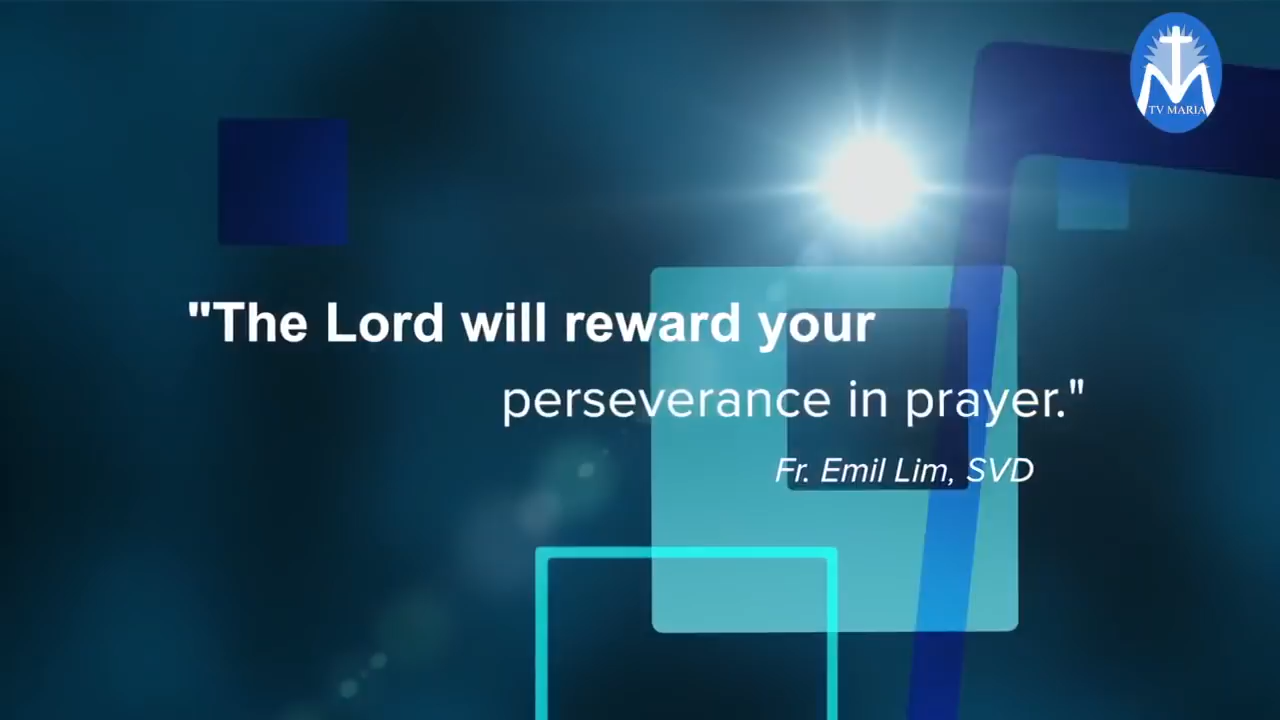 TV MARIA
"The Lord will reward your
perseverance in prayer."
Fr. Emil Lim, SVD